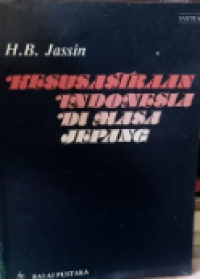 H.B. Jassin
KESUSASTRAAN
INDONESIA
DI MASA
JEPANG
BALAI PUSTAKA